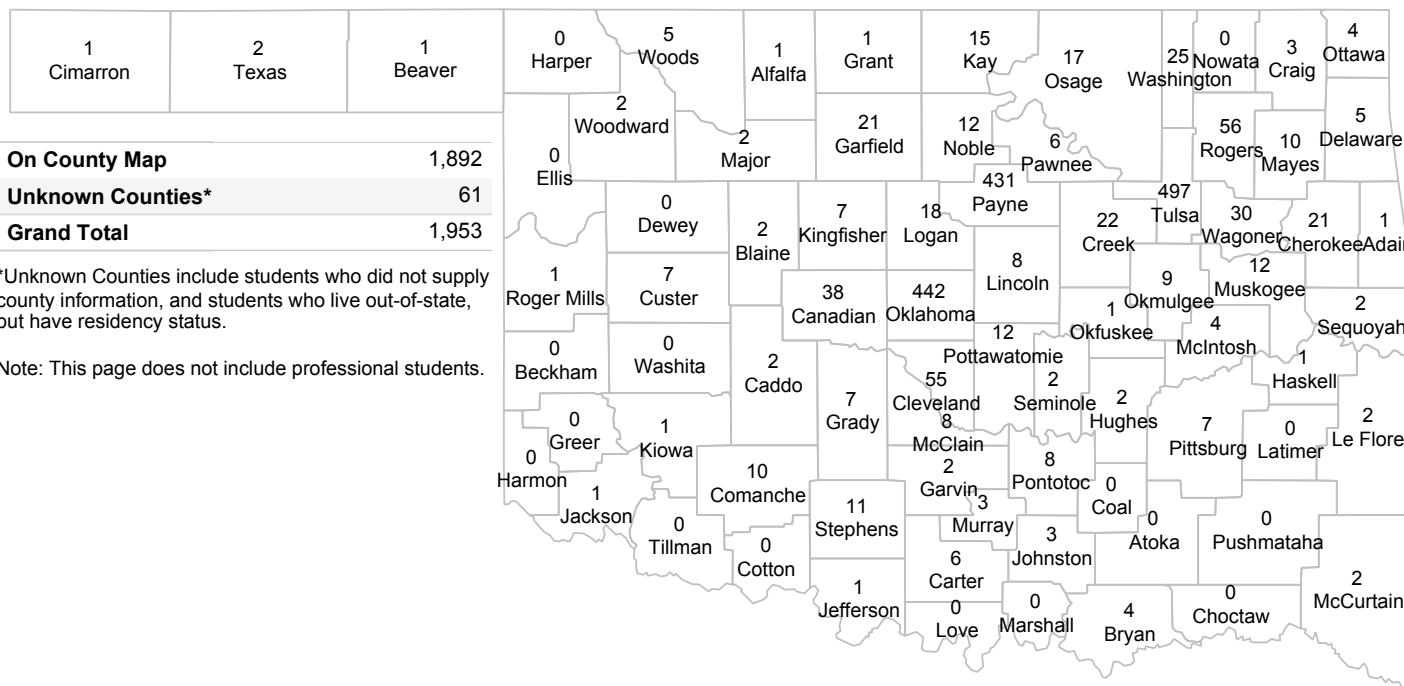 1
Cimarron
2
Texas
1
Beaver
0
Harper
5
Woods
1
Alfalfa
1
Grant
15
Kay
17
Osage
25
Washington
0
Nowata
3
Craig
4
Ottawa
2
Woodward
0
Ellis
2
Major
21
Garfield
12
Noble
6
Pawnee
56
Rogers
10
Mayes
5
Delaware
On County Map 1,892
Unknown Counties* 61
Grand Total 1,953
*Unknown Counties include students who did not supply
county information, and students who live out-of-state,
but have residency status.
Note: This page does not include professional students.
0
Dewey
2
Blaine
7
Kingfisher
18
Logan
431
Payne
22
Creek
497
Tulsa
30
Wagoner
21
Cherokee
1
Adair
1
Roger Mills
7
Custer
38
Canadian
442
Oklahoma
8
Lincoln
1
Okfuskee
9
Okmulgee
12
Muskogee
4
McIntosh
2
Sequoyah
0
Beckham
0
Washita
2
Caddo
7
Grady
55
Cleveland
8
McClain
12
Pottawatomie
2
Seminole
2
Hughes
7
Pittsburg
1
Haskell
0
Latimer
2
Le Flore
0
Harmon
0
Greer
1
Kiowa
1
Jackson
10
Comanche
11
Stephens
2
Garvin
3
Murray
8
Pontotoc
0
Coal
0
Atoka
0
Pushmataha
0
Tillman
0
Cotton
1
Jefferson
6
Carter
0
Love
3
Johnston
0
Marshall
4
Bryan
0
Choctaw
2
McCurtain